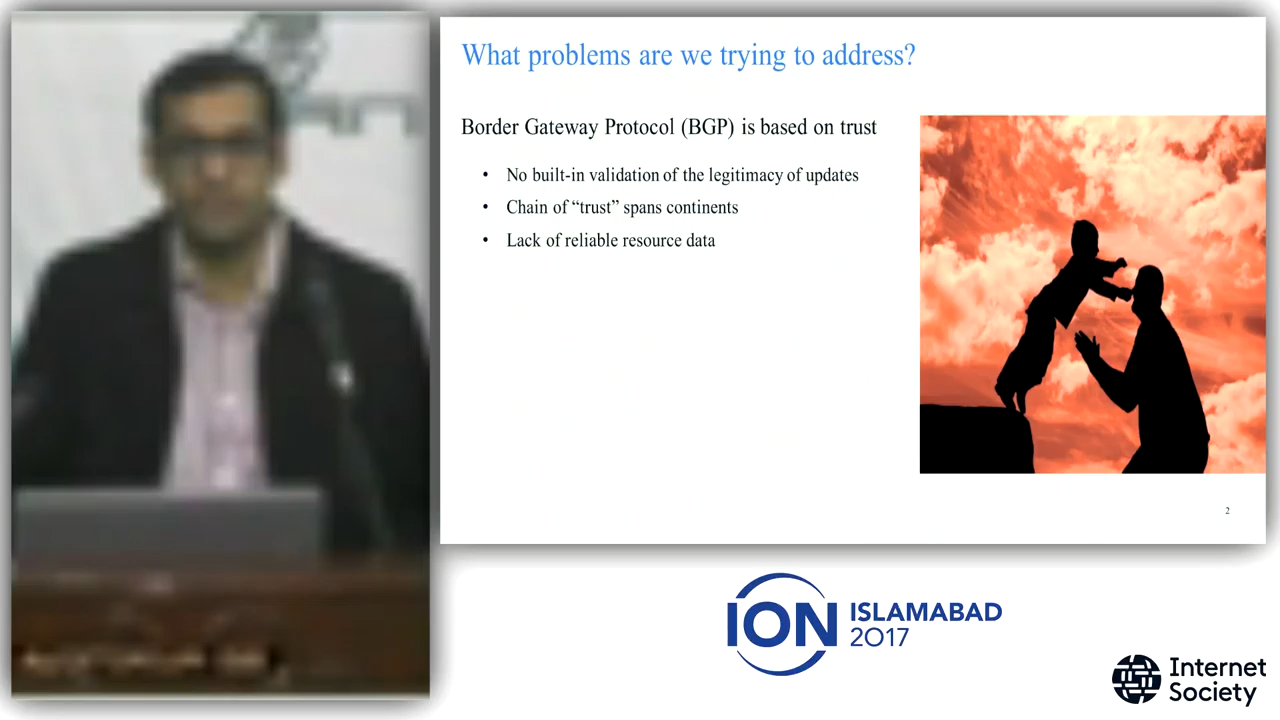 What problems are we trying to address?
Border Gateway Protocol (BGP) is based on trust
• No built-in validation of the legitimacy of updates
• Chain of “trust” spans continents
• Lack of reliable resource data
2
ION ISLAMABAD
2017
Internet
Society